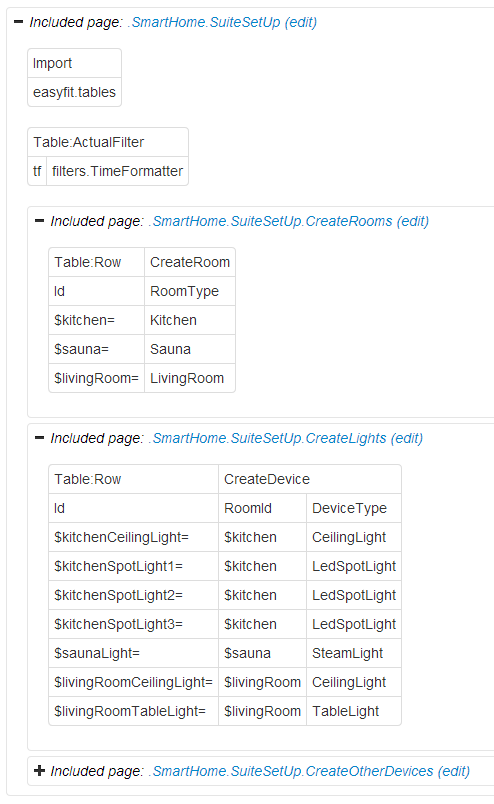 Included page: .SmartHome.SuiteSetUp (edit)
Import
easyfit.tables
Table:ActualFilter
tf filters.TimeFormatter
Included page: .SmartHome.SuiteSetUp.CreateRooms (edit)
Table:Row CreateRoom
Id RoomType
$kitchen= Kitchen
$sauna= Sauna
$livingRoom= LivingRoom
Included page: .SmartHome.SuiteSetUp.CreateLights (edit)
Table:Row CreateDevice
Id RoomId DeviceType
$kitchenCeilingLight= $kitchen CeilingLight
$kitchenSpotLight1= $kitchen LedSpotLight
$kitchenSpotLight2= $kitchen LedSpotLight
$kitchenSpotLight3= $kitchen LedSpotLight
$saunaLight= $sauna SteamLight
$livingRoomCeilingLight= $livingRoom CeilingLight
$livingRoomTableLight= $livingRoom TableLight
Included page: .SmartHome.SuiteSetUp.CreateOtherDevices (edit)